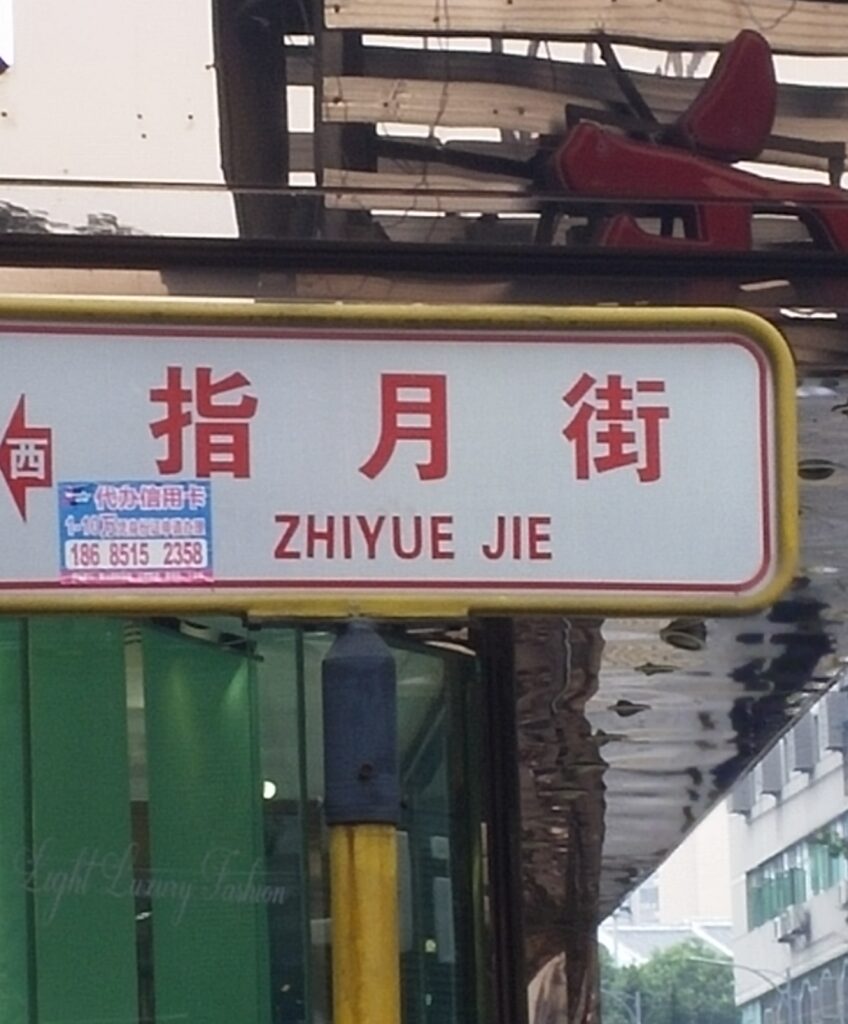 指月街
西
ZHIYUE JIE
代办信用卡
186 8515 2358
Light Luxury Fashion